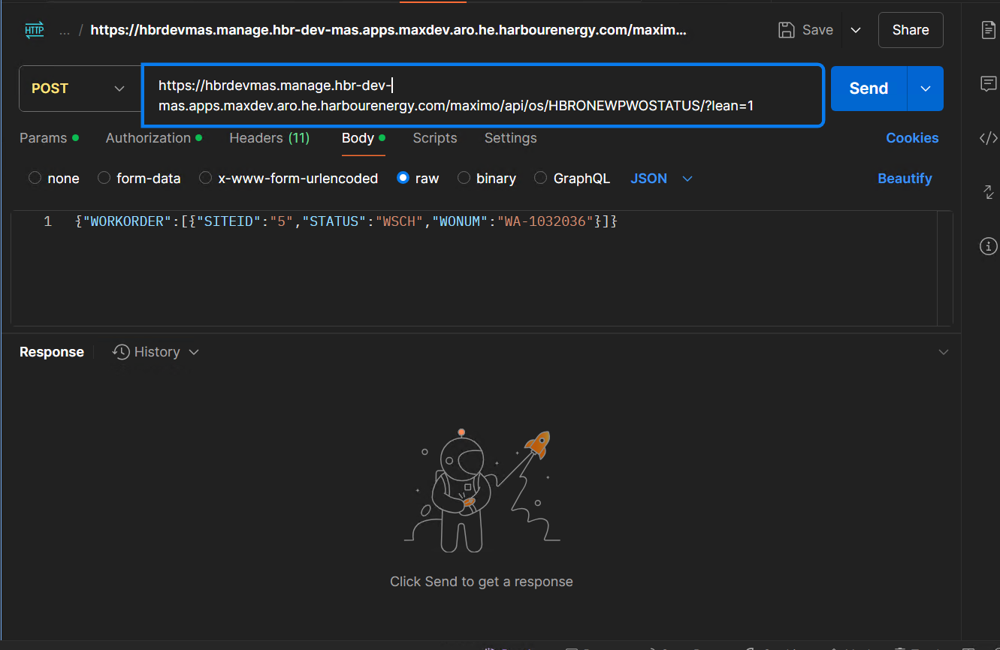 HTTP ... / https://hbrdevmas.manage.hbr-dev-mas.apps.maxdev.aro.he.harbourenergy.com/maxim... Save Share
POST https://hbrdevmas.manage.hbr-dev-
mas.apps.maxdev.aro.he.harbourenergy.com/maximo/api/os/HBRONEWPWOSTATUS/?lean=1 Send
Params Authorization Headers (11) Body Scripts Settings Cookies
none form-data x-www-form-urlencoded raw binary GraphQL JSON Beautify
1 {"WORKORDER":[{"SITEID":"5","STATUS":"WSCH","WONUM":"WA-1032036"}]}
Response History
Click Send to get a response